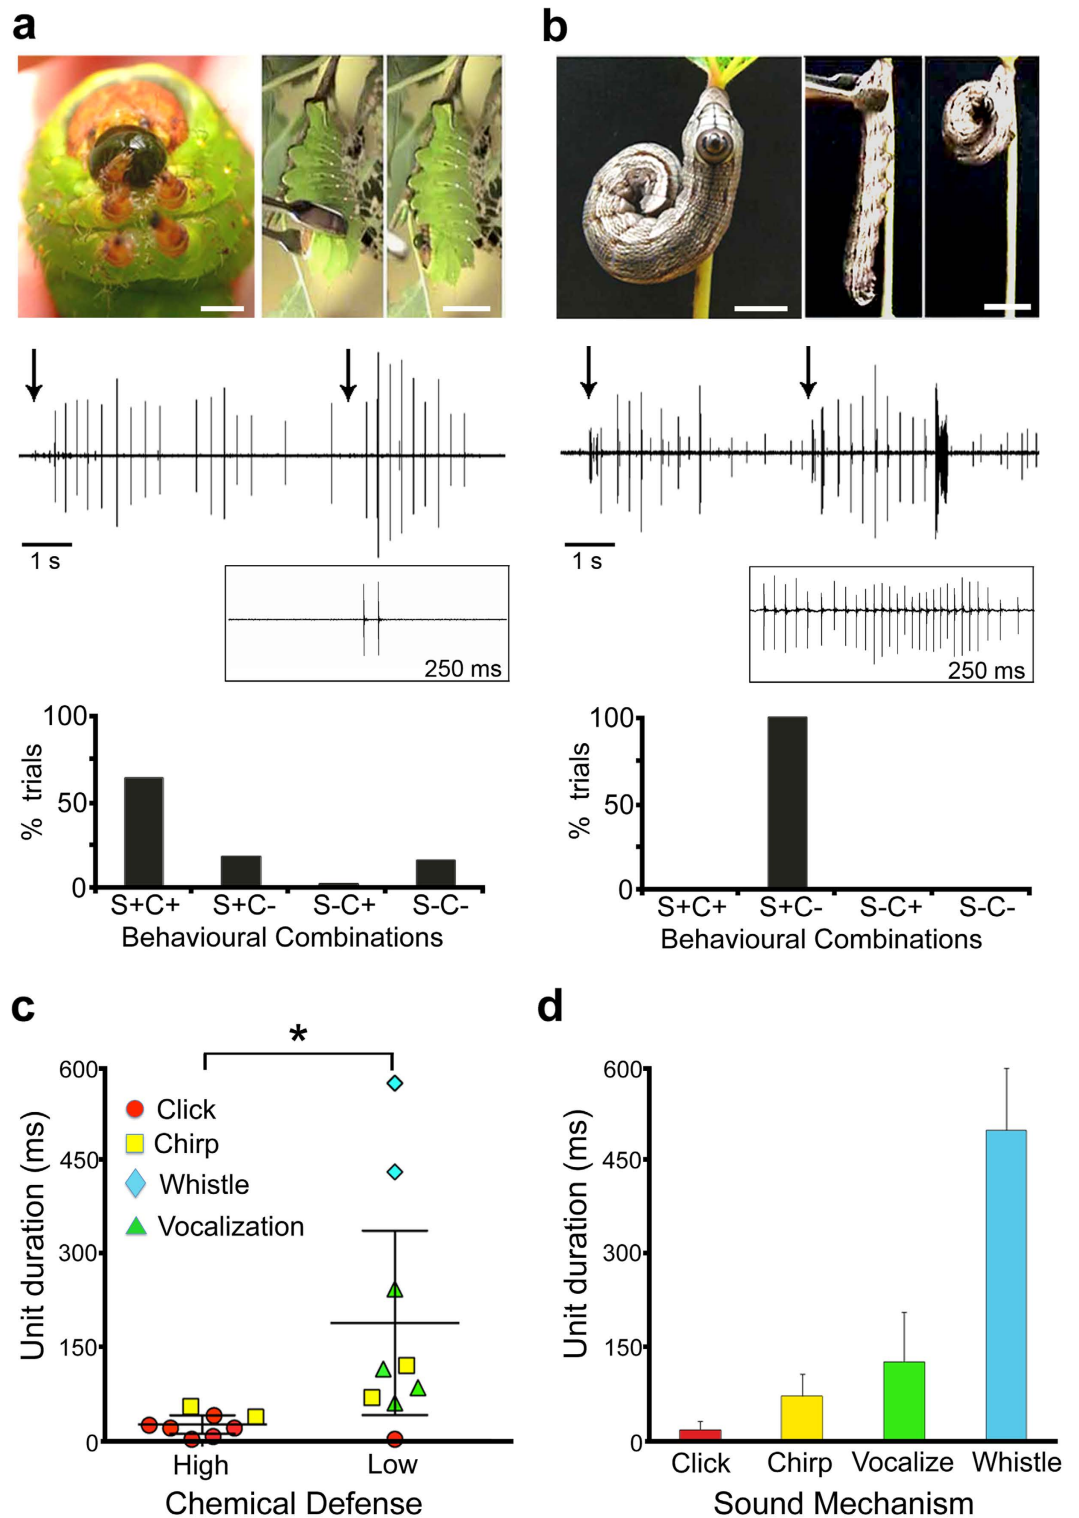 a
b
1 s
1 s
250 ms
250 ms
100
50
0
% trials
S+C+ S+C- S-C+ S-C-
Behavioural Combinations
100
50
0
% trials
S+C+ S+C- S-C+ S-C-
Behavioural Combinations
c
*
600
450
300
150
0
Unit duration (ms)
Click
Chirp
Whistle
Vocalization
High Low
Chemical Defense
d
600
450
300
150
0
Unit duration (ms)
Click Chirp Vocalize Whistle
Sound Mechanism